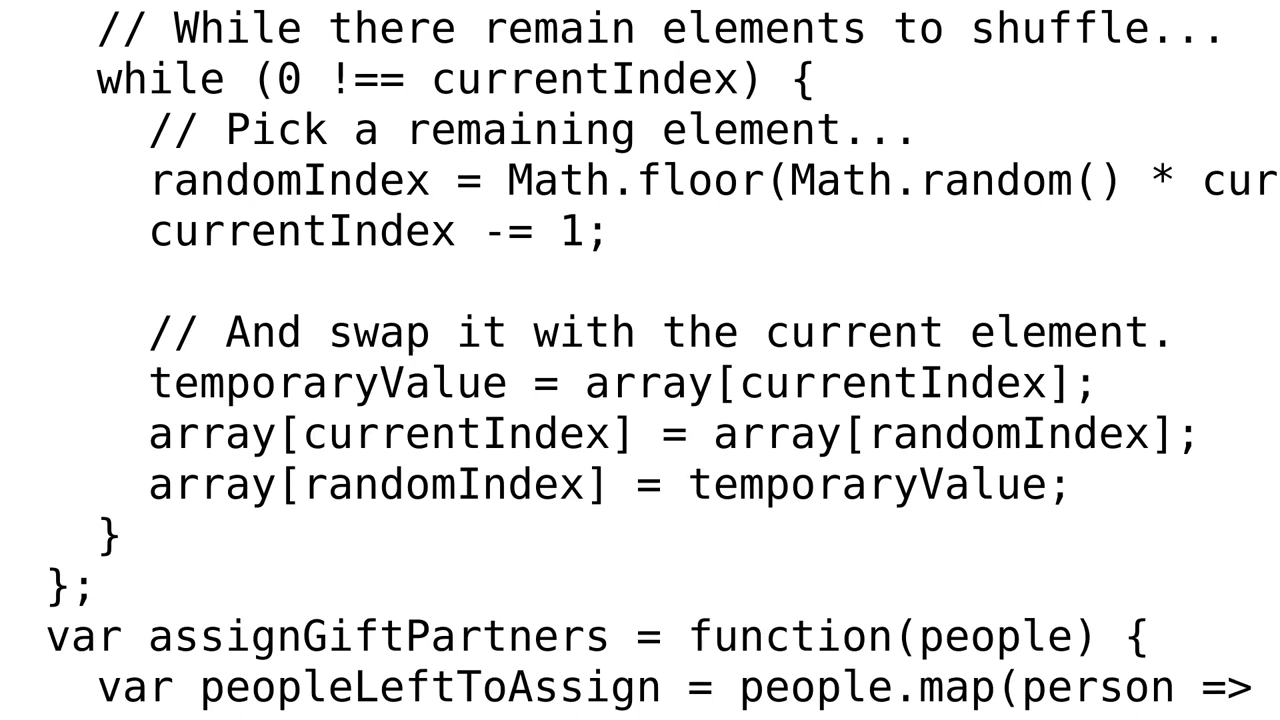 // While there remain elements to shuffle...
while (0 !== currentIndex) {
// Pick a remaining element...
randomIndex = Math.floor(Math.random() * cur
currentIndex -= 1;
// And swap it with the current element.
temporaryValue = array[currentIndex];
array[currentIndex] = array[randomIndex];
array[randomIndex] = temporaryValue;
}
};
var assignGiftPartners = function(people) {
var peopleLeftToAssign = people.map(person =>